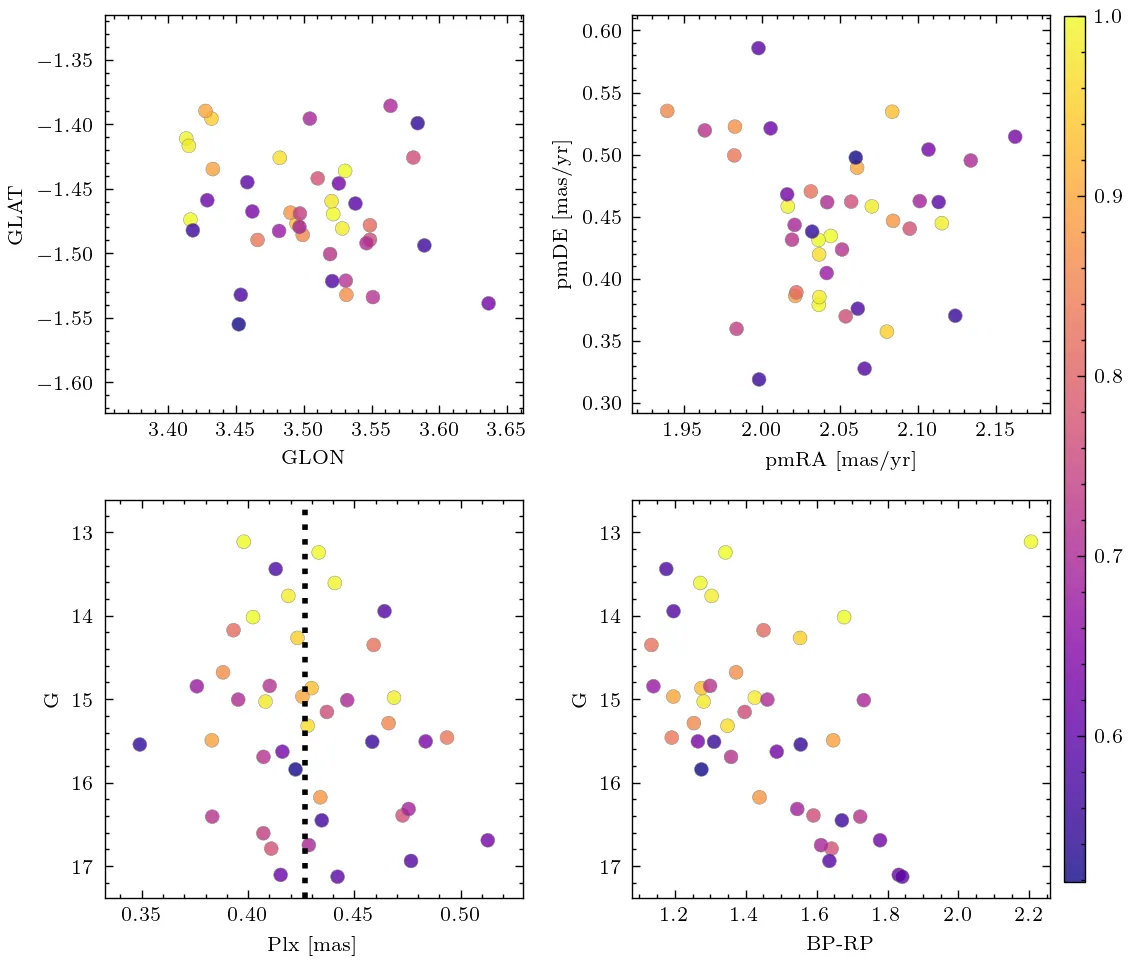 −1.35
−1.40
−1.45
−1.50
−1.55
−1.60
GLAT
3.40 3.45 3.50 3.55 3.60 3.65
GLON
0.60
0.55
0.50
0.45
0.40
0.35
0.30
pmDE [mas/yr]
1.95 2.00 2.05 2.10 2.15
pmRA [mas/yr]
1.0
0.9
0.8
0.7
0.6
13
14
15
16
17
G
0.35 0.40 0.45 0.50
Plx [mas]
13
14
15
16
17
G
1.2 1.4 1.6 1.8 2.0 2.2
BP-RP